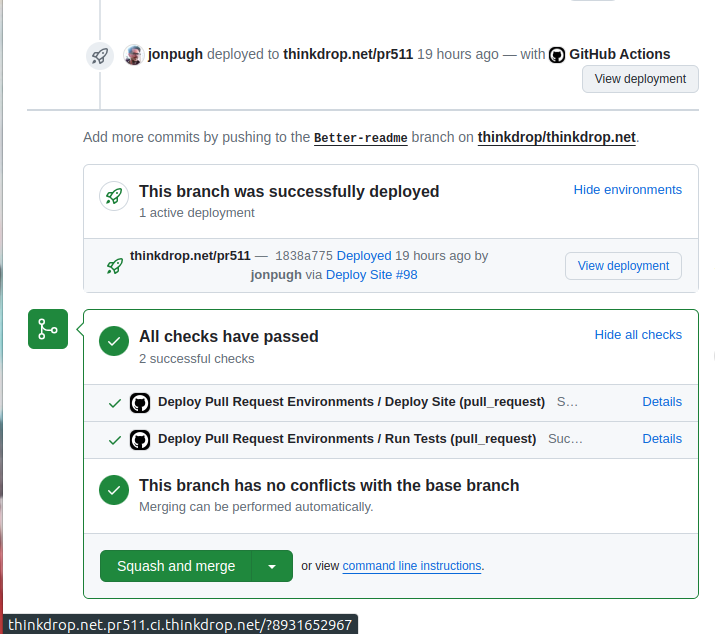 jonpugh deployed to thinkdrop.net/pr511 19 hours ago — with GitHub Actions
View deployment
Add more commits by pushing to the Better-readme branch on thinkdrop/thinkdrop.net.
This branch was successfully deployed
Hide environments
1 active deployment
thinkdrop.net/pr511 — 1838a775 Deployed 19 hours ago by
jonpugh via Deploy Site #98
View deployment
All checks have passed
Hide all checks
2 successful checks
Deploy Pull Request Environments / Deploy Site (pull_request) S… Details
Deploy Pull Request Environments / Run Tests (pull_request) Suc… Details
This branch has no conflicts with the base branch
Merging can be performed automatically.
Squash and merge or view command line instructions.
thinkdrop.net.pr511.ci.thinkdrop.net/?8931652967